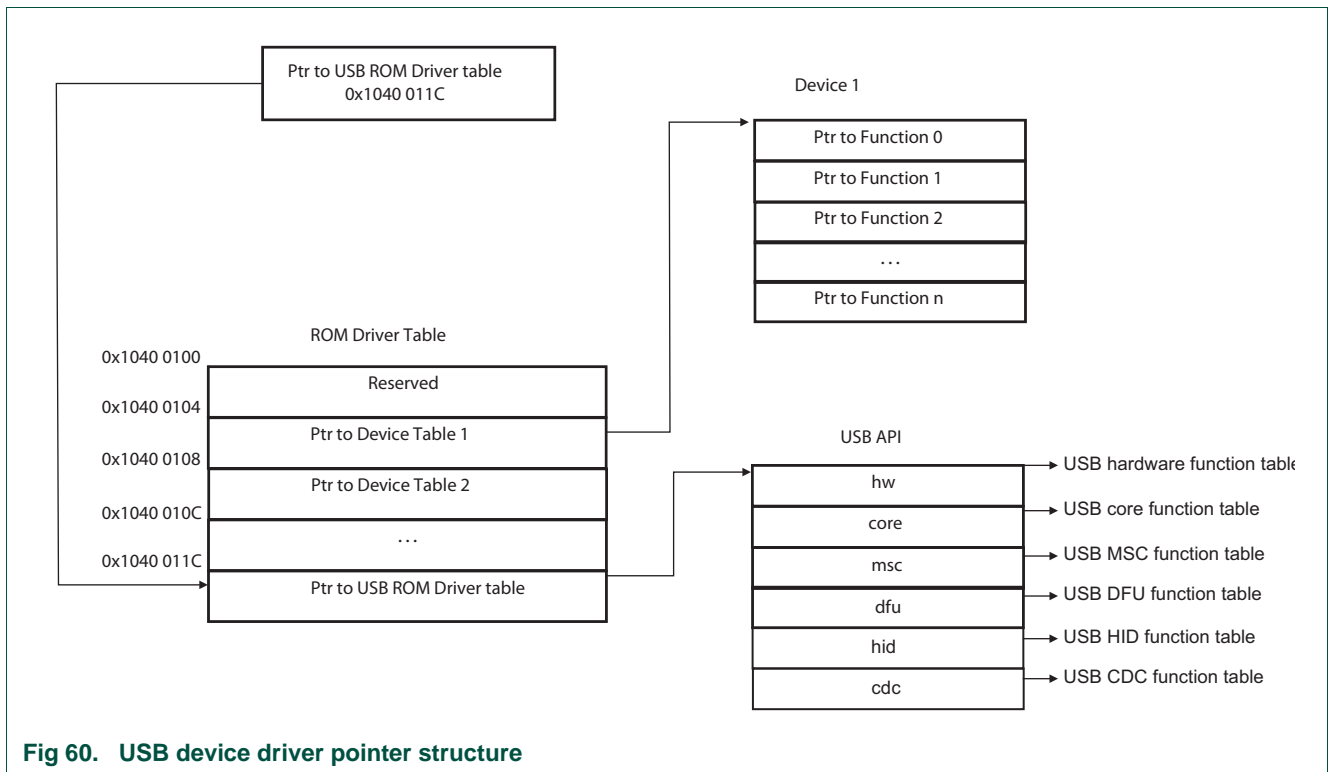 Ptr to USB ROM Driver table
0x1040 011C
Device 1
Ptr to Function 0
Ptr to Function 1
Ptr to Function 2
...
Ptr to Function n
ROM Driver Table
0x1040 0100
Reserved
0x1040 0104
Ptr to Device Table 1
0x1040 0108
Ptr to Device Table 2
0x1040 010C
...
0x1040 011C
Ptr to USB ROM Driver table
USB API
hw
USB hardware function table
core
USB core function table
msc
USB MSC function table
dfu
USB DFU function table
hid
USB HID function table
cdc
USB CDC function table
Fig 60. USB device driver pointer structure